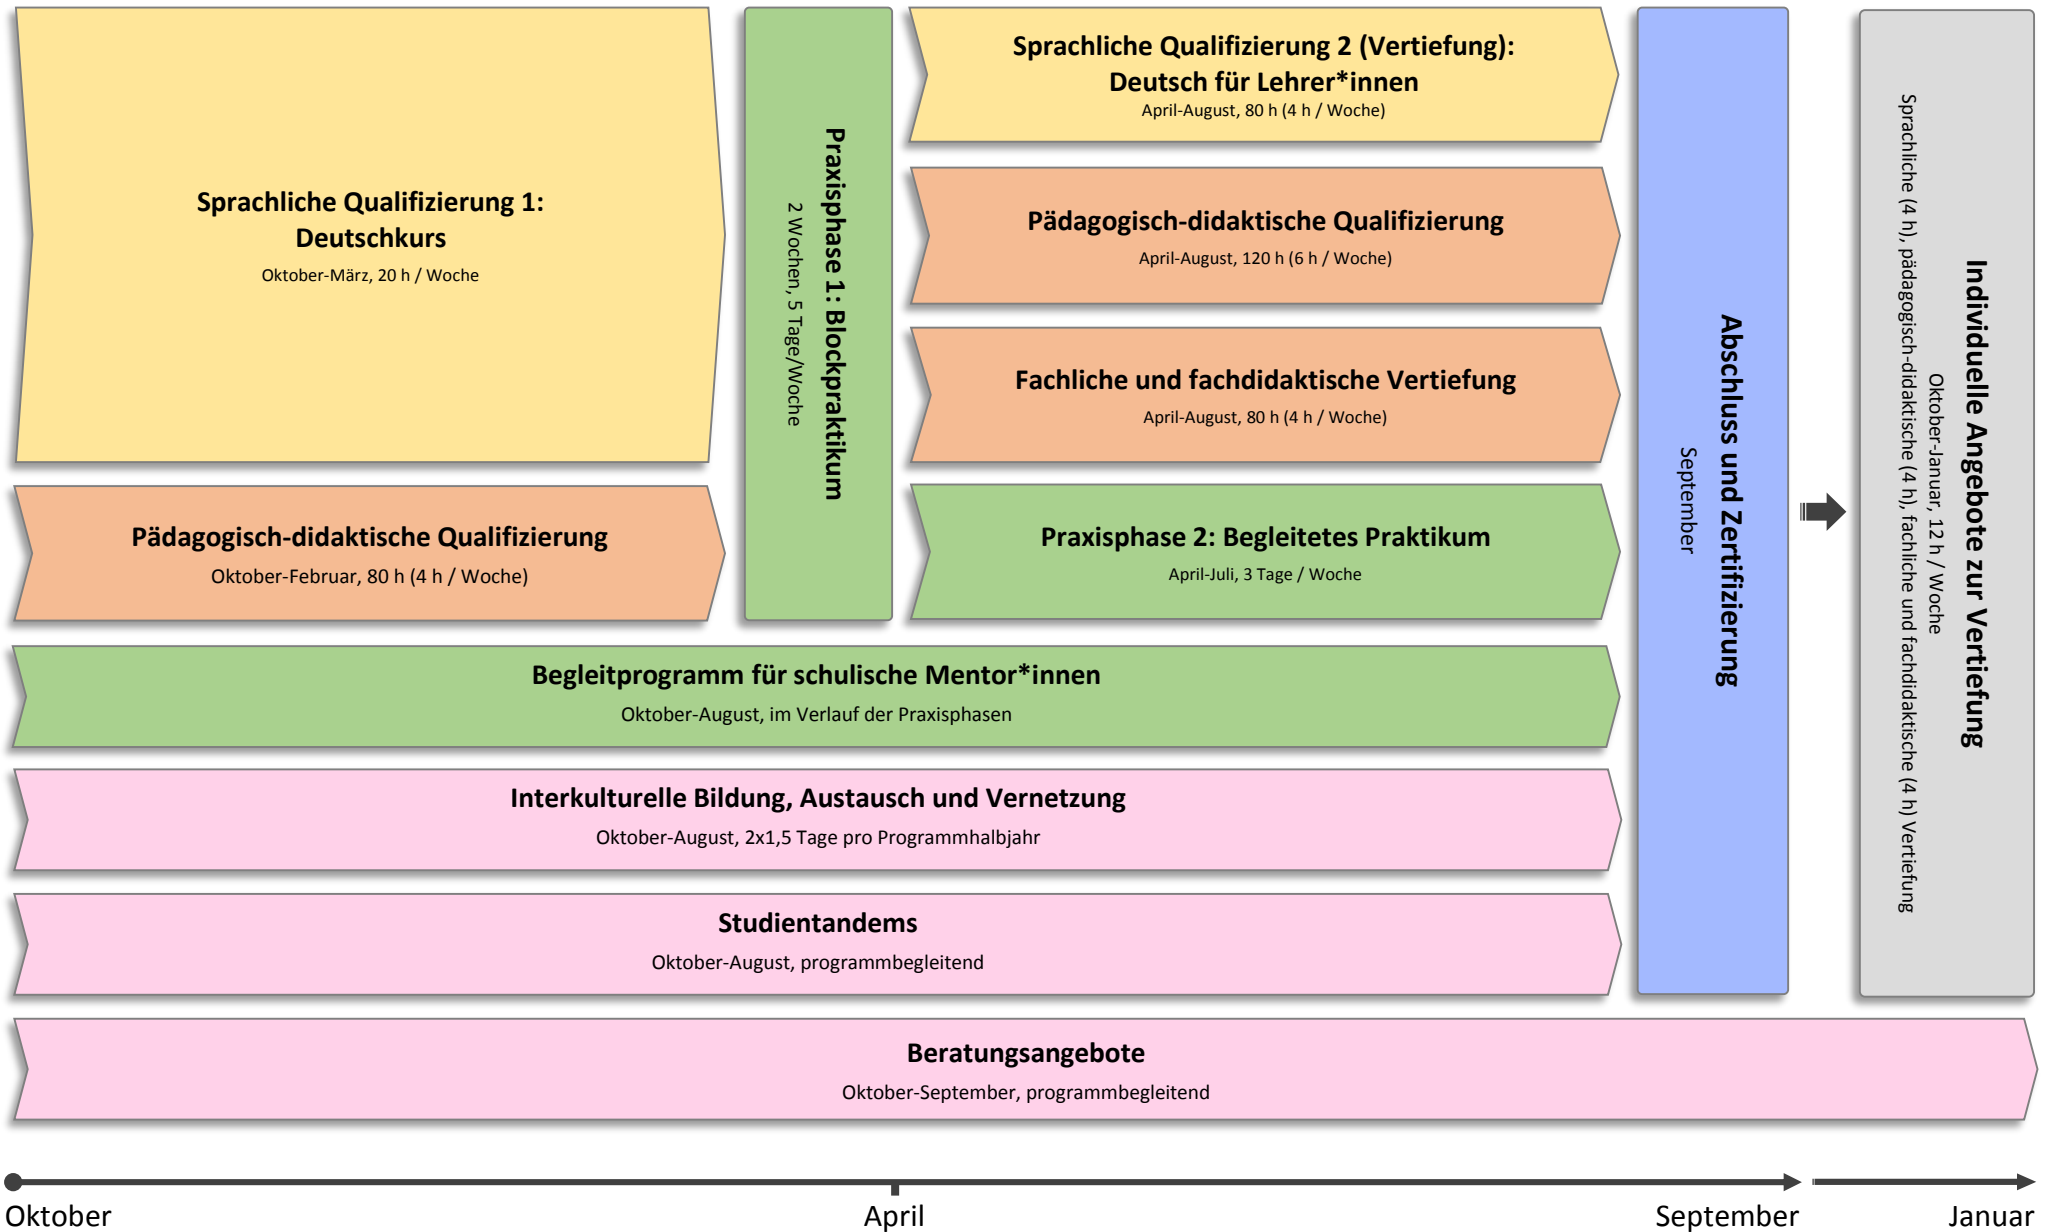 Sprachliche Qualifizierung 1:
Deutschkurs
Oktober-März, 20 h / Woche
Pädagogisch-didaktische Qualifizierung
Oktober-Februar, 80 h (4 h / Woche)
Praxisphase 1: Blockpraktikum
2 Wochen, 5 Tage/Woche
Sprachliche Qualifizierung 2 (Vertiefung):
Deutsch für Lehrer*innen
April-August, 80 h (4 h / Woche)
Pädagogisch-didaktische Qualifizierung
April-August, 120 h (6 h / Woche)
Fachliche und fachdidaktische Vertiefung
April-August, 80 h (4 h / Woche)
Praxisphase 2: Begleitetes Praktikum
April-Juli, 3 Tage / Woche
Abschluss und Zertifizierung
September
Individuelle Angebote zur Vertiefung
Oktober-Januar, 12 h / Woche
Sprachliche (4 h), pädagogisch-didaktische (4 h), fachliche und fachdidaktische (4 h) Vertiefung
Begleitprogramm für schulische Mentor*innen
Oktober-August, im Verlauf der Praxisphasen
Interkulturelle Bildung, Austausch und Vernetzung
Oktober-August, 2x1,5 Tage pro Programmhalbjahr
Studientandems
Oktober-August, programmbegleitend
Beratungsangebote
Oktober-September, programmbegleitend
Oktober
April
September
Januar